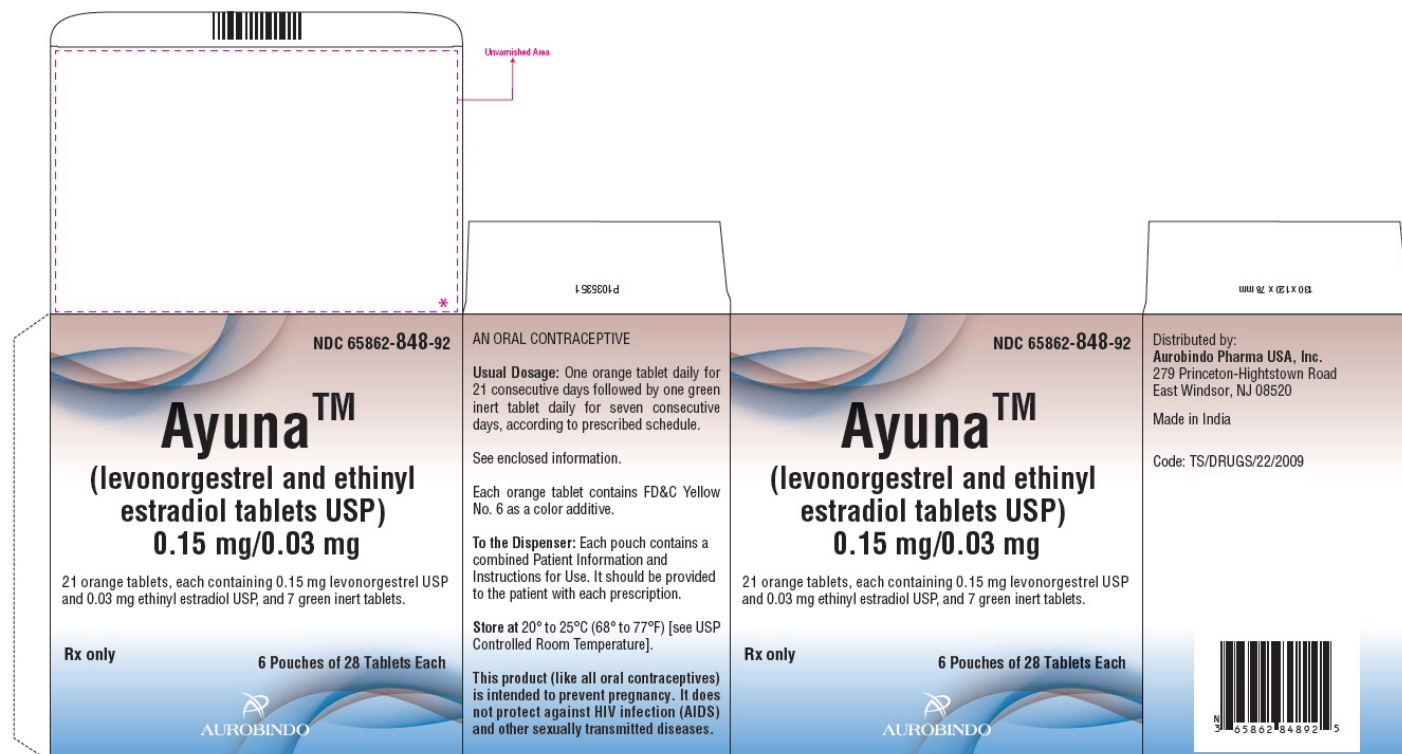 Unvarnished Area
*
P1035351
130 x 120 x 78 mm
NDC 65862-848-92
Ayuna™
(levonorgestrel and ethinyl
estradiol tablets USP)
0.15 mg/0.03 mg
21 orange tablets, each containing 0.15 mg levonorgestrel USP
and 0.03 mg ethinyl estradiol USP, and 7 green inert tablets.
Rx only
6 Pouches of 28 Tablets Each
AUROBINDO
AN ORAL CONTRACEPTIVE
Usual Dosage: One orange tablet daily for
21 consecutive days followed by one green
inert tablet daily for seven consecutive
days, according to prescribed schedule.
See enclosed information.
Each orange tablet contains FD&C Yellow
No. 6 as a color additive.
To the Dispenser: Each pouch contains a
combined Patient Information and
Instructions for Use. It should be provided
to the patient with each prescription.
Store at 20° to 25°C (68° to 77°F) [see USP
Controlled Room Temperature].
This product (like all oral contraceptives)
is intended to prevent pregnancy. It does
not protect against HIV infection (AIDS)
and other sexually transmitted diseases.
NDC 65862-848-92
Ayuna™
(levonorgestrel and ethinyl
estradiol tablets USP)
0.15 mg/0.03 mg
21 orange tablets, each containing 0.15 mg levonorgestrel USP
and 0.03 mg ethinyl estradiol USP, and 7 green inert tablets.
Rx only
6 Pouches of 28 Tablets Each
AUROBINDO
Distributed by:
Aurobindo Pharma USA, Inc.
279 Princeton-Hightstown Road
East Windsor, NJ 08520
Made in India
Code: TS/DRUGS/22/2009
N
3 65862 84892 5